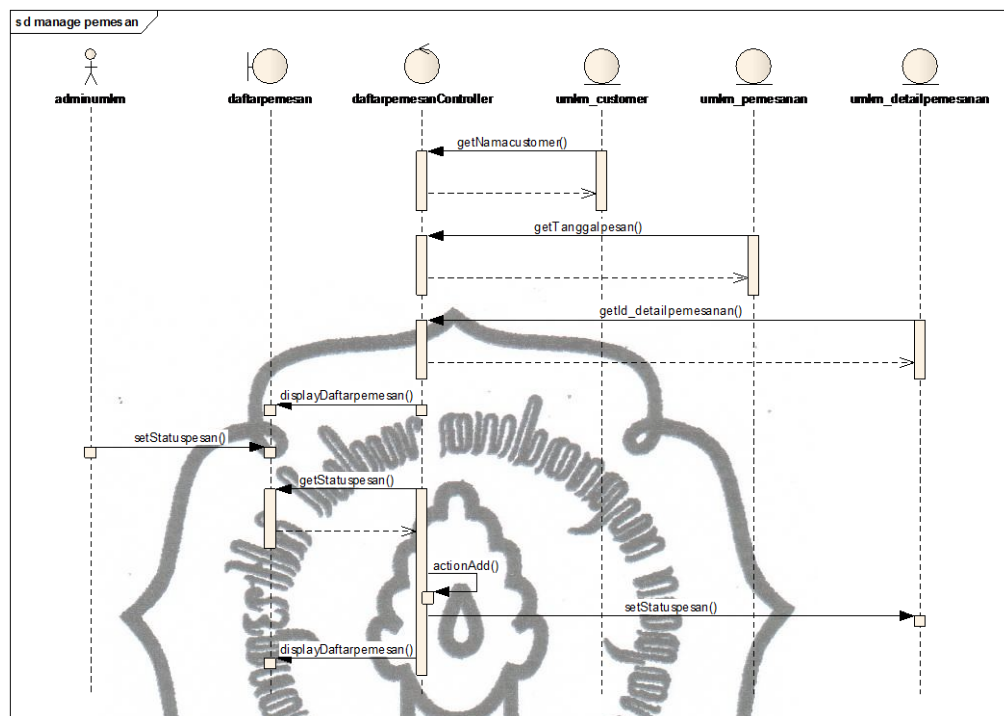 sd manage pemesan
adminumkm
daftarpemesan
daftarpemesanController
umkm_customer
umkm_pemesanan
umkm_detailpemesanan
getNamacustomer()
getTanggalpesan()
getId_detailpemesanan()
displayDaftarpemesan()
setStatuspesan()
getStatuspesan()
actionAdd()
setStatuspesan()
displayDaftarpemesan()